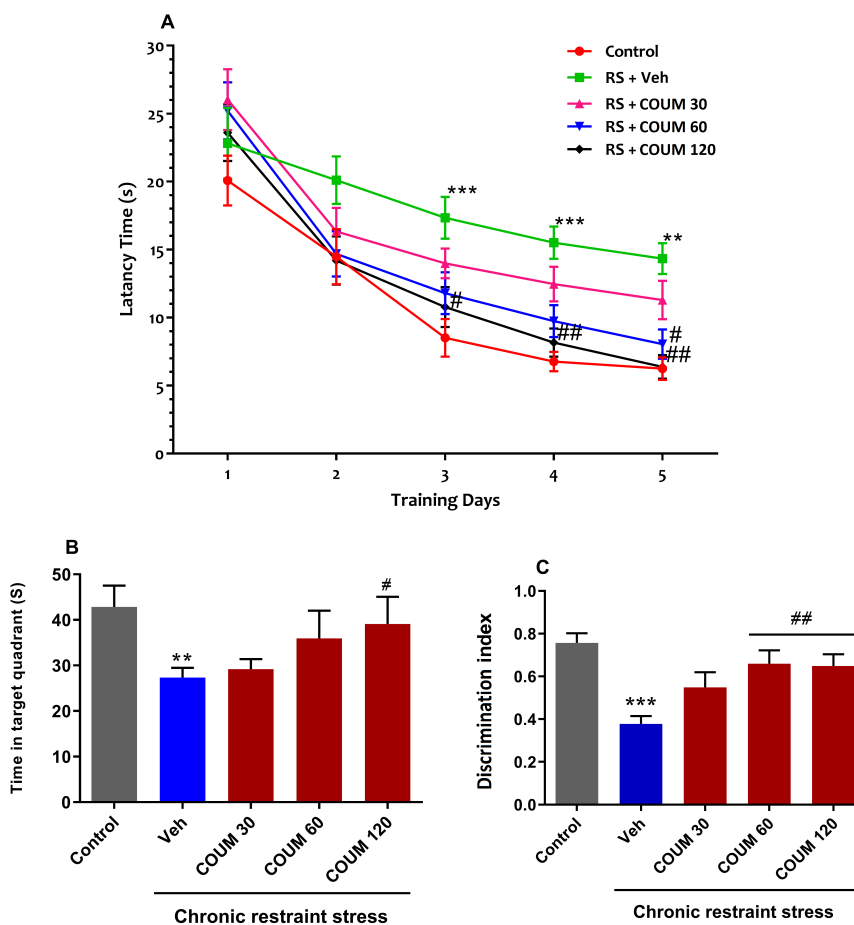 A
30
25
20
15
10
5
0
Latancy Time (s)
Control
RS + Veh
RS + COUM 30
RS + COUM 60
RS + COUM 120
***
***
**
#
##
#
##
1 2 3 4 5
Training Days
B
50
40
30
20
10
0
Time in target quadrant (S)
**
#
Control
Veh
COUM 30
COUM 60
COUM 120
Chronic restraint stress
C
1.0
0.8
0.6
0.4
0.2
0.0
Discrimination index
***
##
Control
Veh
COUM 30
COUM 60
COUM 120
Chronic restraint stress